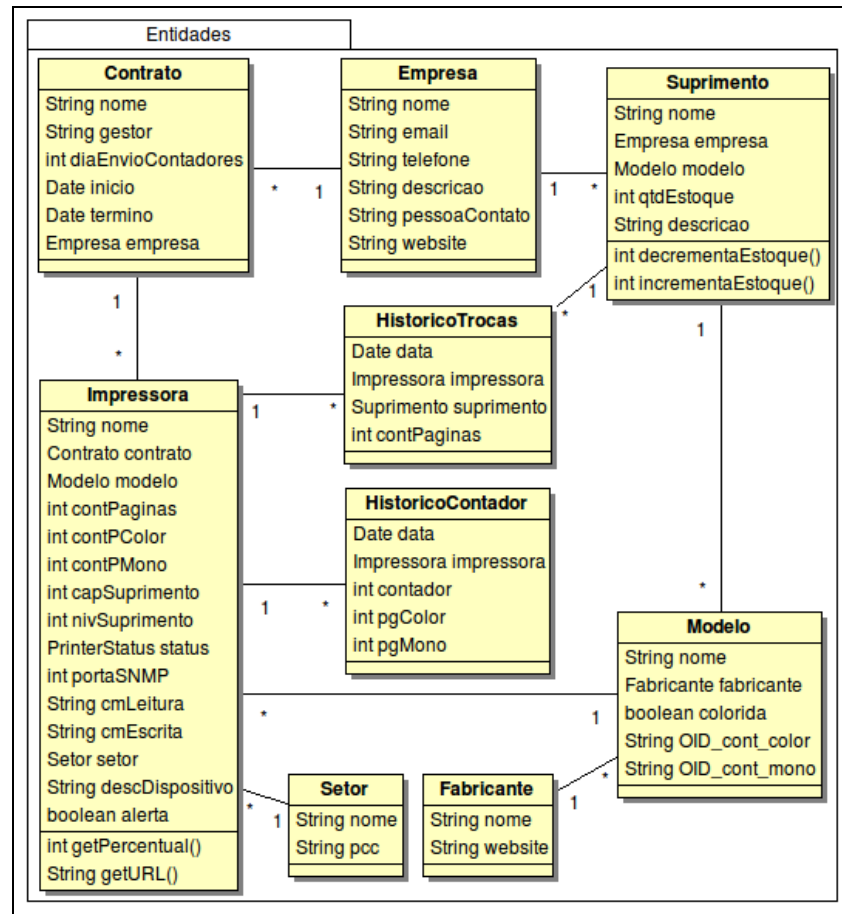 Entidades
Contrato
String nome
String gestor
int diaEnvioContadores
Date inicio
Date termino
Empresa empresa
* 1
Empresa
String nome
String email
String telefone
String descricao
String pessoaContato
String website
1 *
Suprimento
String nome
Empresa empresa
Modelo modelo
int qtdEstoque
String descricao
int decrementaEstoque()
int incrementaEstoque()
1
*
1
*
HistoricoTrocas
Date data
Impressora impressora
Suprimento suprimento
int contPaginas
1 *
1
*
Impressora
String nome
Contrato contrato
Modelo modelo
int contPaginas
int contPColor
int contPMono
int capSuprimento
int nivSuprimento
PrinterStatus status
int portaSNMP
String cmLeitura
String cmEscrita
Setor setor
String descDispositivo
boolean alerta
int getPercentual()
String getURL()
HistoricoContador
Date data
Impressora impressora
int contador
int pgColor
int pgMono
1 *
Modelo
String nome
Fabricante fabricante
boolean colorida
String OID_cont_color
String OID_cont_mono
* 1
* 1
Setor
String nome
String pcc
Fabricante
String nome
String website
1 *